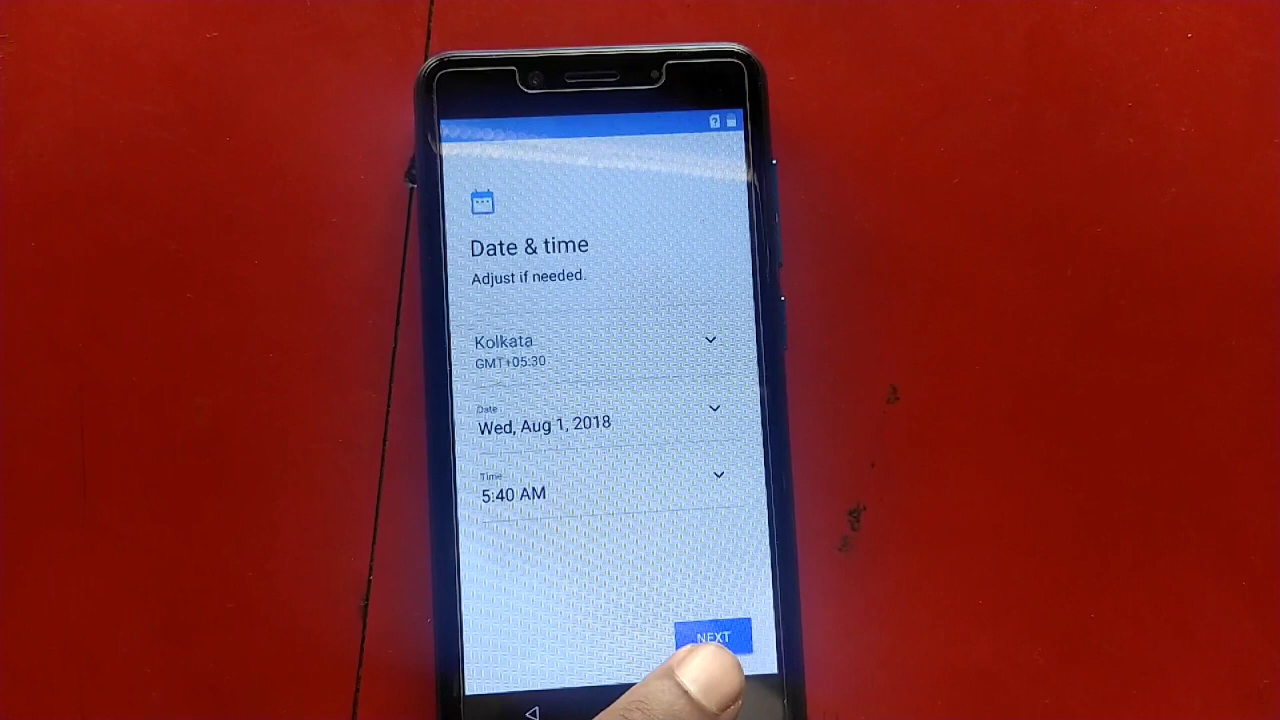 Date & time
Adjust if needed.
Kolkata
GMT+05:30
Date
Wed, Aug 1, 2018
Time
5:40 AM
NEXT